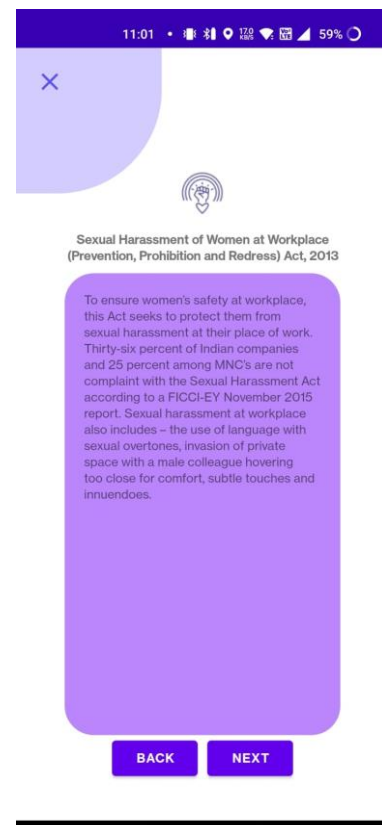 11:01 • 17.0 KB/S 59%
Sexual Harassment of Women at Workplace
(Prevention, Prohibition and Redress) Act, 2013
To ensure women's safety at workplace,
this Act seeks to protect them from
sexual harassment at their place of work.
Thirty-six percent of Indian companies
and 25 percent among MNC's are not
complaint with the Sexual Harassment Act
according to a FICCI-EY November 2015
report. Sexual harassment at workplace
also includes – the use of language with
sexual overtones, invasion of private
space with a male colleague hovering
too close for comfort, subtle touches and
innuendoes.
BACK NEXT